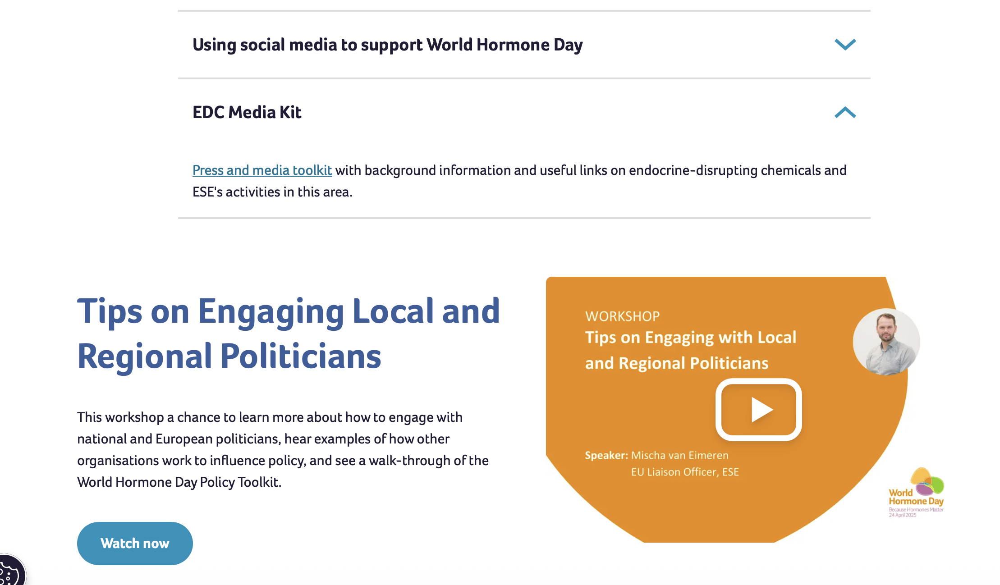 Using social media to support World Hormone Day
EDC Media Kit
Press and media toolkit with background information and useful links on endocrine-disrupting chemicals and
ESE's activities in this area.
Tips on Engaging Local and
Regional Politicians
This workshop a chance to learn more about how to engage with
national and European politicians, hear examples of how other
organisations work to influence policy, and see a walk-through of the
World Hormone Day Policy Toolkit.
Watch now
WORKSHOP
Tips on Engaging with Local
and Regional Politicians
Speaker: Mischa van Eimeren
EU Liaison Officer, ESE
World
Hormone Day
Because Hormones Matter
24 April 2025